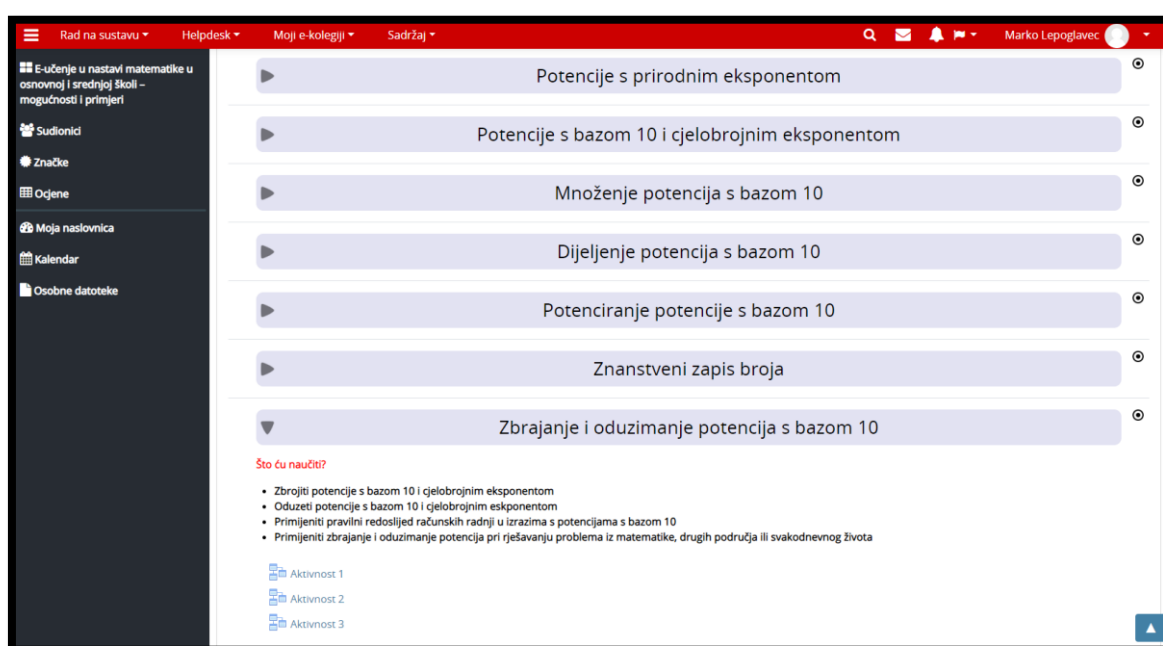 Rad na sustavu Helpdesk Moji e-kolegiji Sadržaj Marko Lepoglavec
E-učenje u nastavi matematike u
osnovnoj i srednjoj školi –
mogućnosti i primjeri
Sudionici
Značke
Ocjene
Moja naslovnica
Kalendar
Osobne datoteke
Potencije s prirodnim eksponentom
Potencije s bazom 10 i cjelobrojnim eksponentom
Množenje potencija s bazom 10
Dijeljenje potencija s bazom 10
Potenciranje potencije s bazom 10
Znanstveni zapis broja
Zbrajanje i oduzimanje potencija s bazom 10
Što ću naučiti?
• Zbrojiti potencije s bazom 10 i cjelobrojnim eksponentom
• Oduzeti potencije s bazom 10 i cjelobrojnim eskponentom
• Primijeniti pravilni redoslijed računskih radnji u izrazima s potencijama s bazom 10
• Primijeniti zbrajanje i oduzimanje potencija pri rješavanju problema iz matematike, drugih područja ili svakodnevnog života
Aktivnost 1
Aktivnost 2
Aktivnost 3